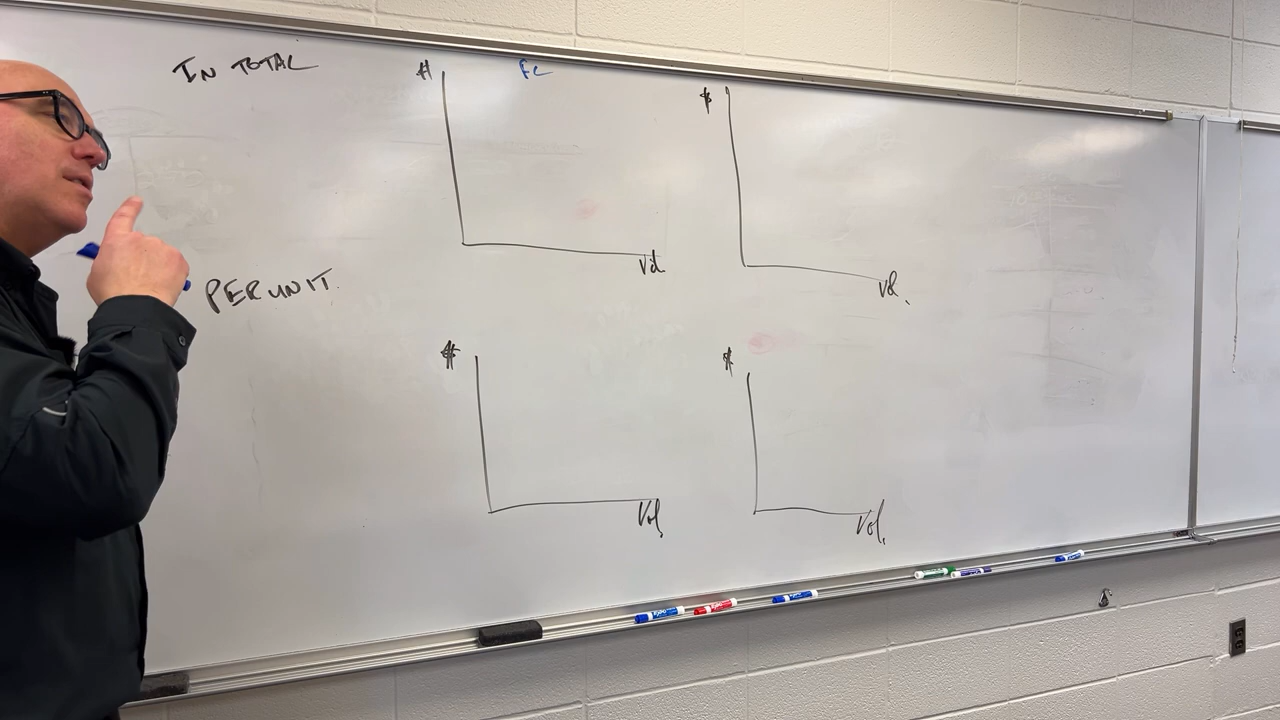 IN TOTAL
$
Fc
$
Vol
Vol.
PER UNIT.
$
$
Vol.
Vol.